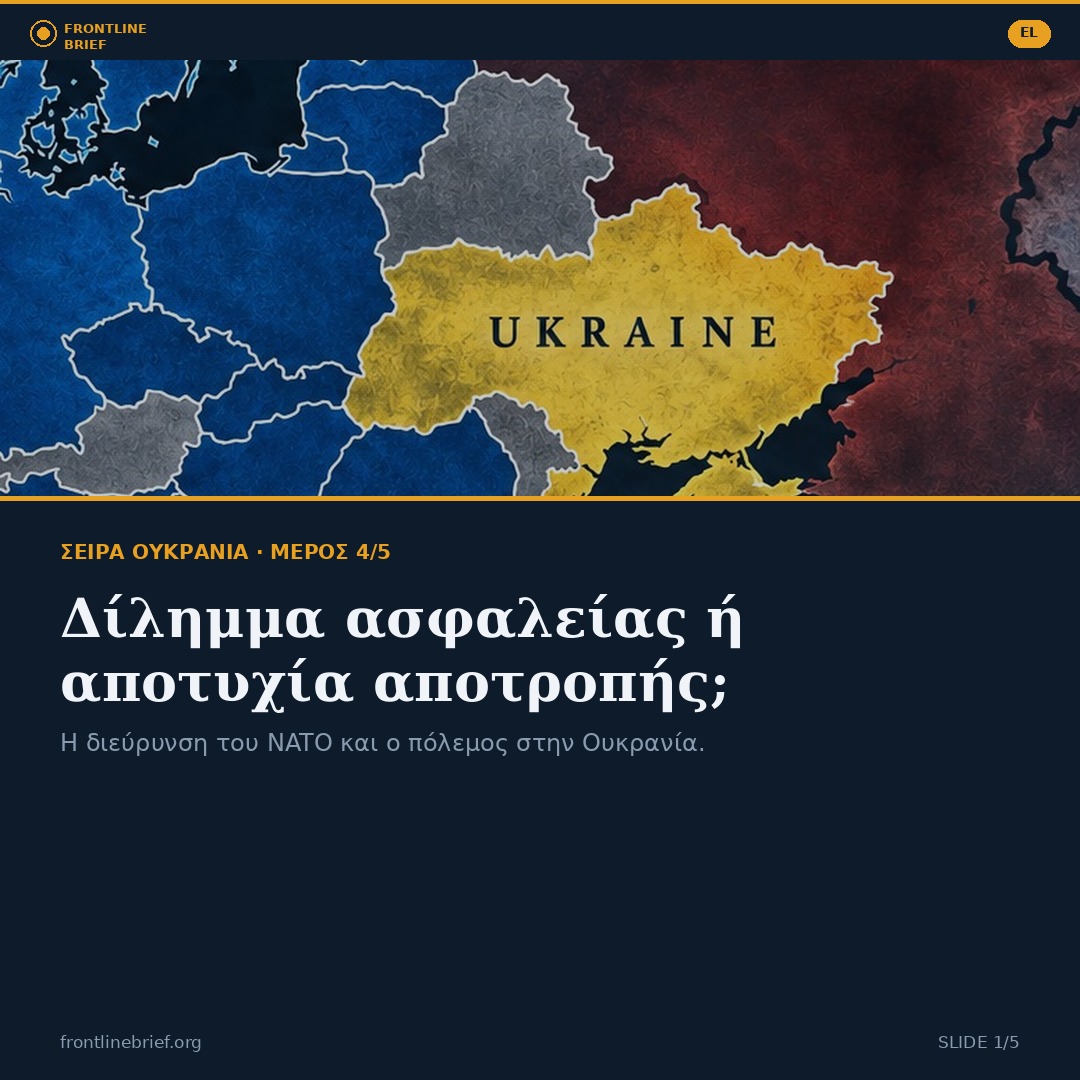 FRONTLINE
BRIEF
EL
UKRAINE
ΣΕΙΡΑ ΟΥΚΡΑΝΙΑ · ΜΕΡΟΣ 4/5
Δίλημμα ασφαλείας ή
αποτυχία αποτροπής;
Η διεύρυνση του NATO και ο πόλεμος στην Ουκρανία.
frontlinebrief.org
SLIDE 1/5